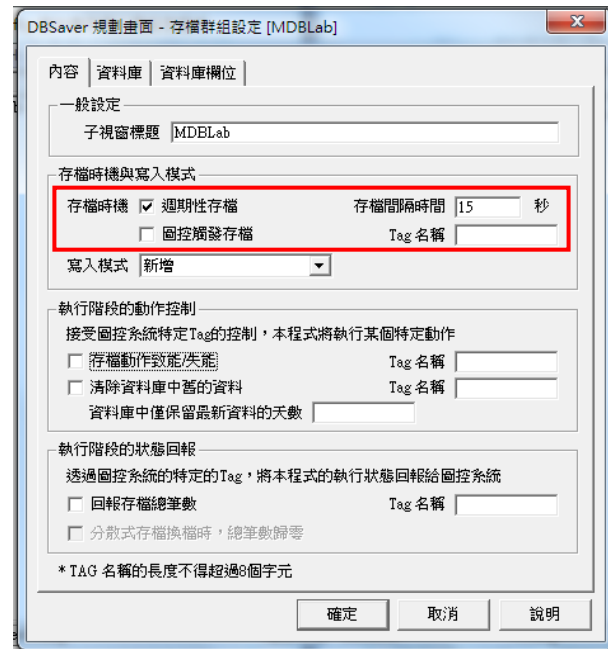 DBSaver 規劃畫面 - 存檔群組設定 [MDBLab]
內容 資料庫 資料庫欄位
一般設定
子視窗標題 MDBLab
存檔時機與寫入模式
存檔時機 週期性存檔 存檔間隔時間 15 秒
圖控觸發存檔 Tag 名稱
寫入模式 新增
執行階段的動作控制
接受圖控系統特定Tag的控制，本程式將執行某個特定動作
存檔動作致能/失能 Tag 名稱
清除資料庫中舊的資料 Tag 名稱
資料庫中僅保留最新資料的天數
執行階段的狀態回報
透過圖控系統的特定的Tag，將本程式的執行狀態回報給圖控系統
回報存檔總筆數 Tag 名稱
分散式存檔換檔時，總筆數歸零
* TAG 名稱的長度不得超過8個字元
確定 取消 說明